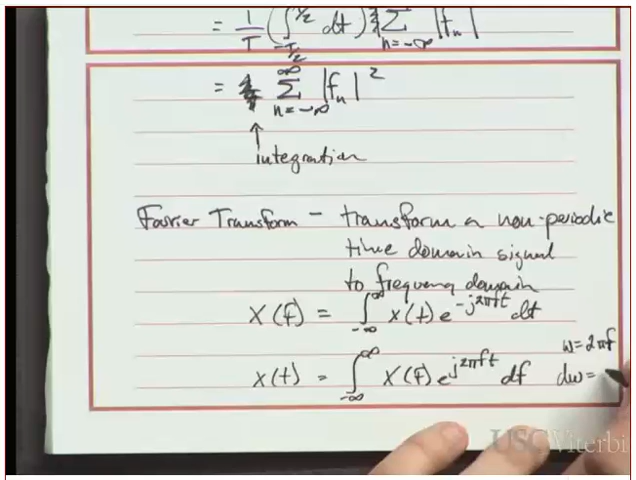 = 1/T (∫_{-T/2}^{T/2} dt) Σ_{n=-∞} |f_n|
= Σ_{n=-∞}^{∞} |f_n|^2
↑
integration
Fourier Transform - transform a non-periodic
time domain signal
to frequency domain
X(f) = ∫_{-∞}^{∞} x(t) e^{-j2πft} dt
w = 2πf
x(t) = ∫_{-∞}^{∞} X(f) e^{j2πft} df dw =
USC Viterbi